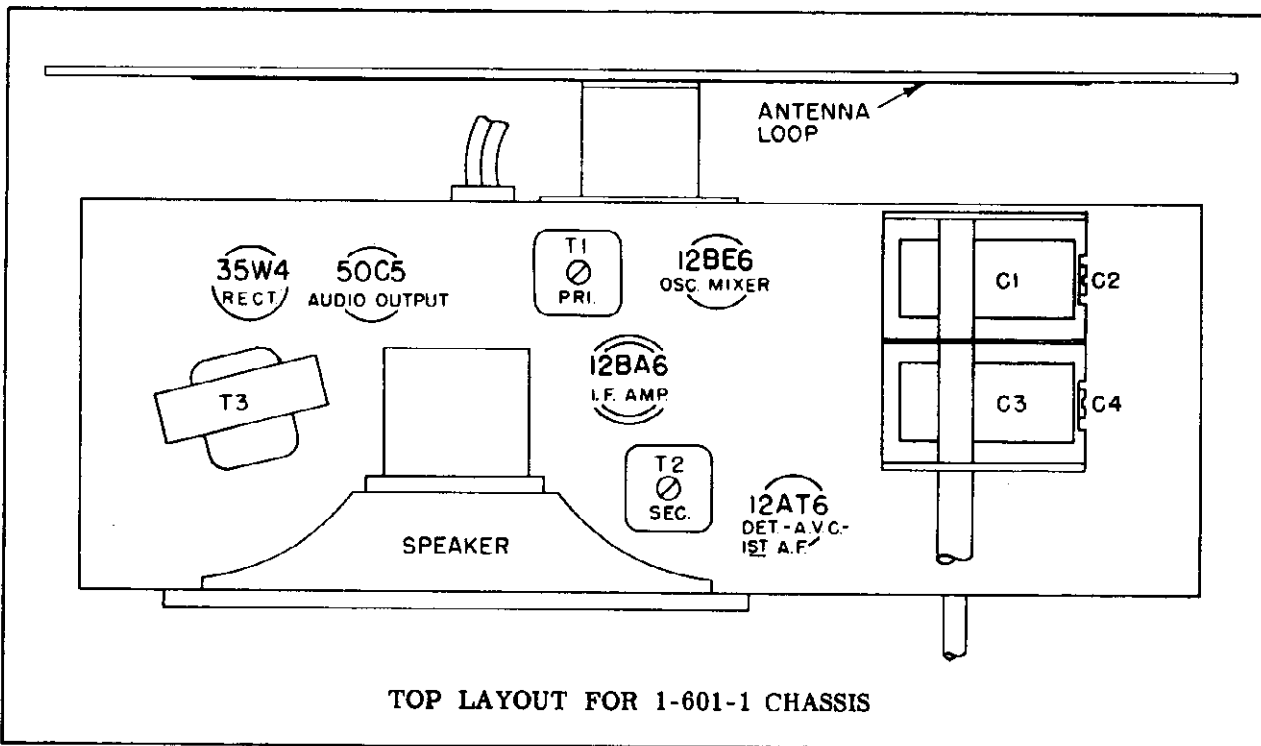 ANTENNA
LOOP
35W4
RECT.
50C5
AUDIO OUTPUT
T1
PRI.
12BE6
OSC. MIXER
C1
C2
12BA6
I.F. AMP.
T3
C3
C4
T2
SEC.
12AT6
DET.-A.V.C.-
1ST A.F.
SPEAKER
TOP LAYOUT FOR 1-601-1 CHASSIS